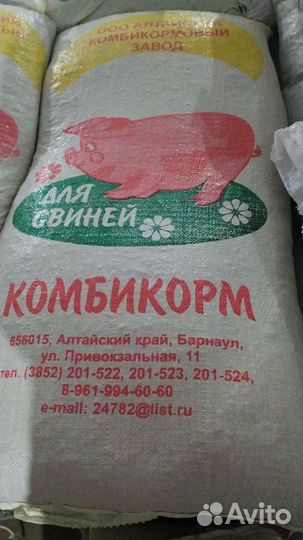 ООО АЛТАЙСКИЙ
КОМБИКОРМОВЫЙ
ЗАВОД
ДЛЯ
СВИНЕЙ
КОМБИКОРМ
656015, Алтайский край, Барнаул,
ул. Привокзальная, 11
тел. (3852) 201-522, 201-523, 201-524,
8-961-994-60-60
e-mail: 24782@list.ru
Avito